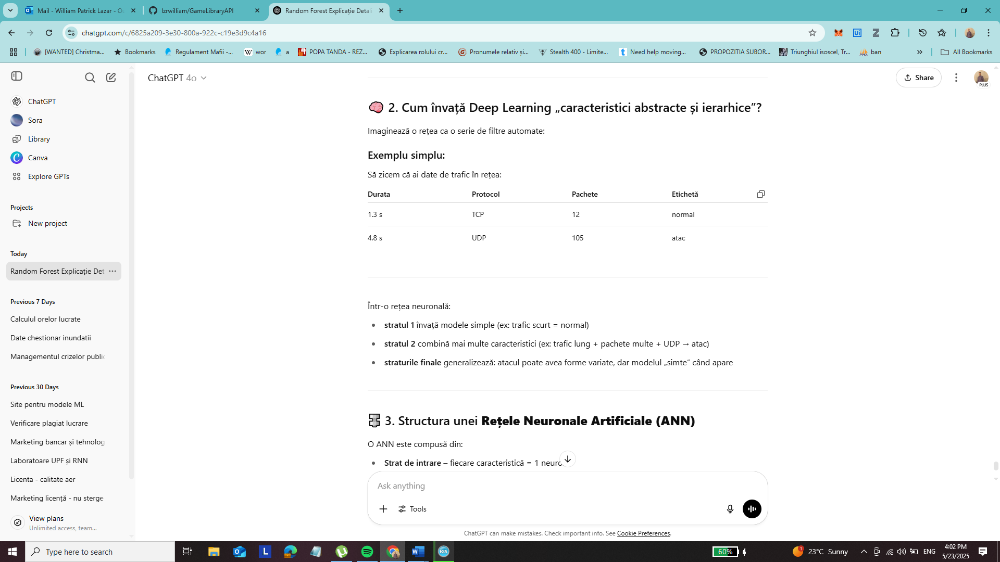 Mail - William Patrick Lazar - Ou
lzrwilliam/GameLibraryAPI
Random Forest Explicație Detali
chatgpt.com/c/6825a209-3e30-800a-922c-c19e3d9c4a16
[WANTED] Christma...
Bookmarks
Regulament Mafii -...
wor
a
POPA TANDA - REZ...
Explicarea rolului cr...
Pronumele relativ și...
Stealth 400 - Limite...
Need help moving...
PROPOZITIA SUBOR...
Triunghiul isoscel, Tr...
ban
All Bookmarks
ChatGPT 4o
Share
PLUS
ChatGPT
Sora
Library
Canva
Explore GPTs
Projects
New project
Today
Random Forest Explicație Det
Previous 7 Days
Calculul orelor lucrate
Date chestionar inundatii
Managementul crizelor public
Previous 30 Days
Site pentru modele ML
Verificare plagiat lucrare
Marketing bancar și tehnolog
Laboratoare UPF și RNN
Licenta - calitate aer
Marketing licență - nu sterge
View plans
Unlimited access, team...
2. Cum învață Deep Learning „caracteristici abstracte și ierarhice”?
Imaginează o rețea ca o serie de filtre automate:
Exemplu simplu:
Să zicem că ai date de trafic în rețea:
Durata Protocol Pachete Etichetă
1.3 s TCP 12 normal
4.8 s UDP 105 atac
Într-o rețea neuronală:
• stratul 1 învață modele simple (ex: trafic scurt = normal)
• stratul 2 combină mai multe caracteristici (ex: trafic lung + pachete multe + UDP → atac)
• straturile finale generalizează: atacul poate avea forme variate, dar modelul „simte” când apare
3. Structura unei Rețele Neuronale Artificiale (ANN)
O ANN este compusă din:
• Strat de intrare – fiecare caracteristică = 1 neuro
Ask anything
Tools
ChatGPT can make mistakes. Check important info. See Cookie Preferences.
Type here to search
60%
23°C Sunny
ENG
4:02 PM
5/23/2025